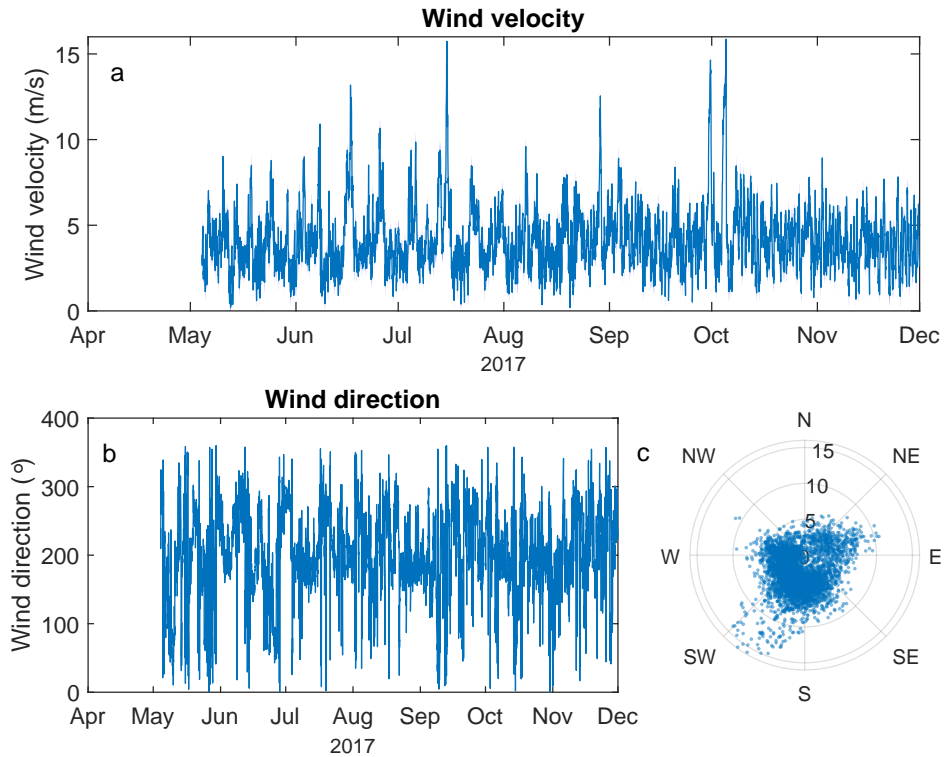 Wind velocity
a
Wind velocity (m/s)
15
10
5
0
Apr May Jun Jul Aug Sep Oct Nov Dec
2017
Wind direction
b
Wind direction (º)
400
300
200
100
0
Apr May Jun Jul Aug Sep Oct Nov Dec
2017
c
N
NW NE
15
10
5
0
W E
SW SE
S